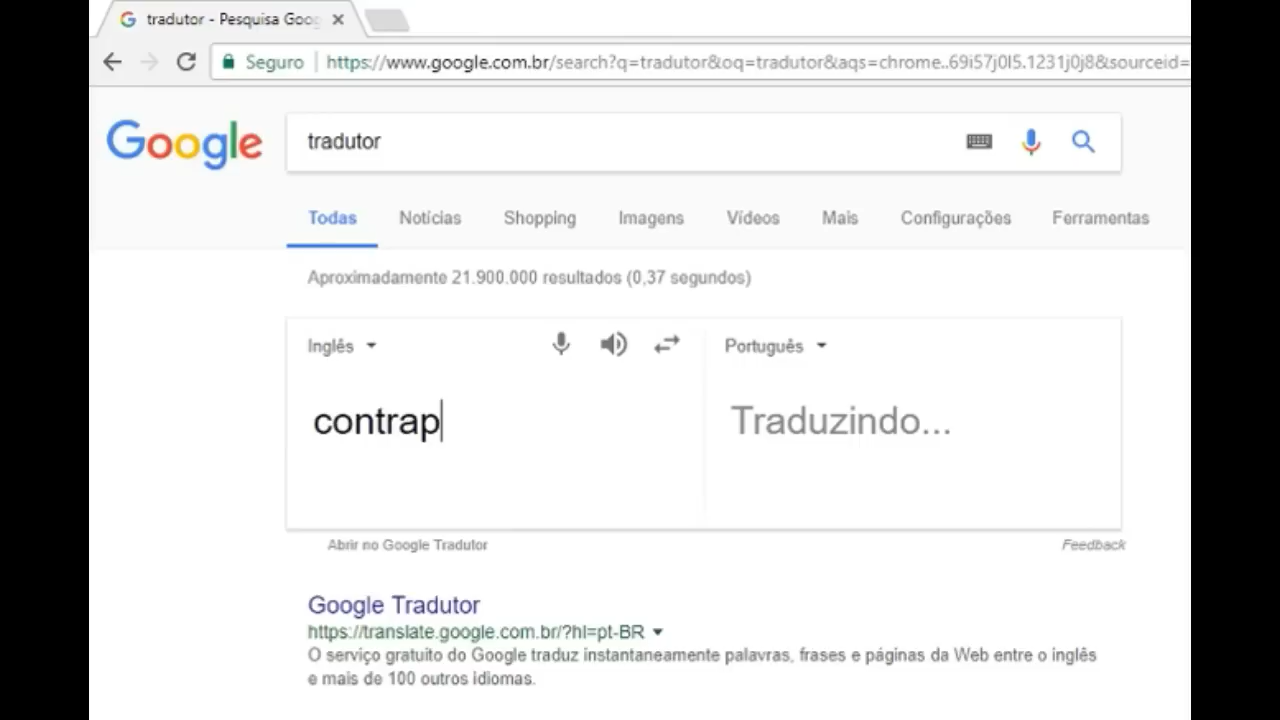 tradutor - Pesquisa Goog
Seguro | https://www.google.com.br/search?q=tradutor&oq=tradutor&aqs=chrome..69i57j0l5.1231j0j8&sourceid=
Google
tradutor
Todas Notícias Shopping Imagens Vídeos Mais Configurações Ferramentas
Aproximadamente 21.900.000 resultados (0,37 segundos)
Inglês Português
contrap Traduzindo...
Abrir no Google Tradutor Feedback
Google Tradutor
https://translate.google.com.br/?hl=pt-BR
O serviço gratuito do Google traduz instantaneamente palavras, frases e páginas da Web entre o inglês
e mais de 100 outros idiomas.